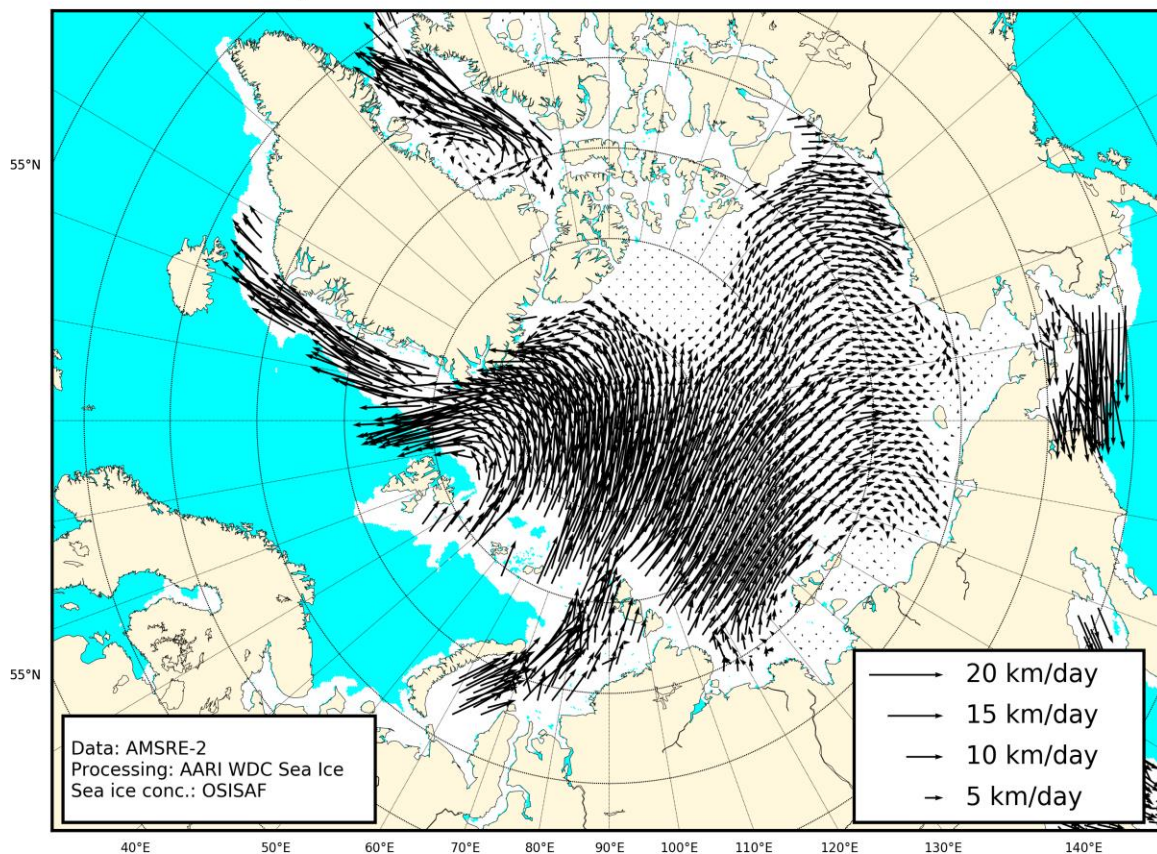 55°N
55°N
Data: AMSRE-2
Processing: AARI WDC Sea Ice
Sea ice conc.: OSISAF
20 km/day
15 km/day
10 km/day
5 km/day
40°E 50°E 60°E 70°E 80°E 90°E 100°E 110°E 120°E 130°E 140°E